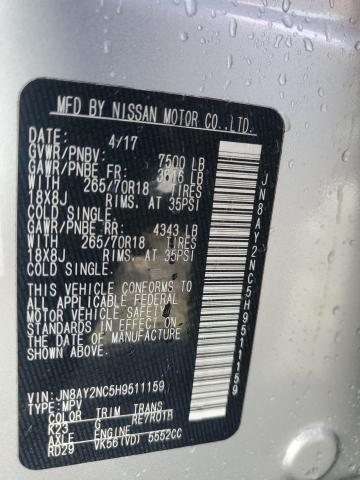 MFD BY NISSAN MOTOR CO.,LTD.
DATE: 4/17
GVWR/PNBV: 7500 LB
GAWR/PNBE FR: 3616 LB
WITH 265/70R18 TIRES
18X8J RIMS. AT 35PSI
COLD SINGLE
GAWR/PNBE RR: 4343 LB
WITH 265/70R18 TIRES
18X8J RIMS. AT 35PSI
COLD SINGLE
THIS VEHICLE CONFORMS TO
ALL APPLICABLE FEDERAL
MOTOR VEHICLE SAFETY
STANDARDS IN EFFECT ON
THE DATE OF MANUFACTURE
SHOWN ABOVE.
VIN: JN8AY2NC5H9511159
TYPE: MPV
COLOR TRIM TRANS
K23 G RE7R01B
AXLE ENGINE
RD29 VK56(VD) 5552CC
JN8AY2NC5H9511159